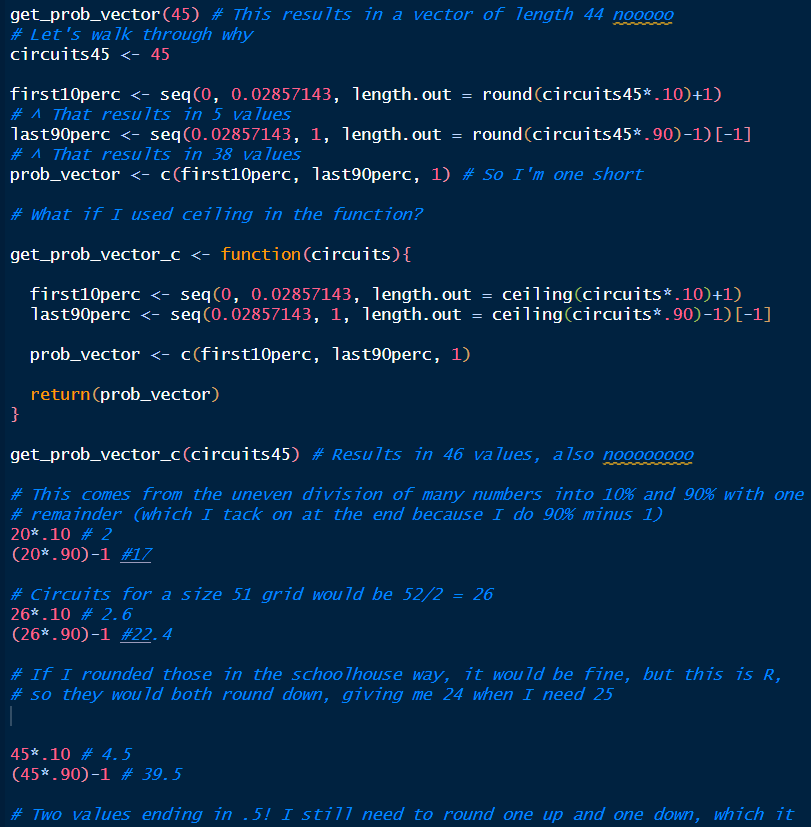 get_prob_vector(45) # This results in a vector of length 44 nooooo
# Let's walk through why
circuits45 <- 45
first10perc <- seq(0, 0.02857143, length.out = round(circuits45*.10)+1)
# ^ That results in 5 values
last90perc <- seq(0.02857143, 1, length.out = round(circuits45*.90)-1)[-1]
# ^ That results in 38 values
prob_vector <- c(first10perc, last90perc, 1) # So I'm one short
# What if I used ceiling in the function?
get_prob_vector_c <- function(circuits){
  first10perc <- seq(0, 0.02857143, length.out = ceiling(circuits*.10)+1)
  last90perc <- seq(0.02857143, 1, length.out = ceiling(circuits*.90)-1)[-1]
  prob_vector <- c(first10perc, last90perc, 1)
  return(prob_vector)
}
get_prob_vector_c(circuits45) # Results in 46 values, also noooooooo
# This comes from the uneven division of many numbers into 10% and 90% with one
# remainder (which I tack on at the end because I do 90% minus 1)
20*.10 # 2
(20*.90)-1 #17
# Circuits for a size 51 grid would be 52/2 = 26
26*.10 # 2.6
(26*.90)-1 #22.4
# If I rounded those in the schoolhouse way, it would be fine, but this is R,
# so they would both round down, giving me 24 when I need 25
45*.10 # 4.5
(45*.90)-1 # 39.5
# Two values ending in .5! I still need to round one up and one down, which it